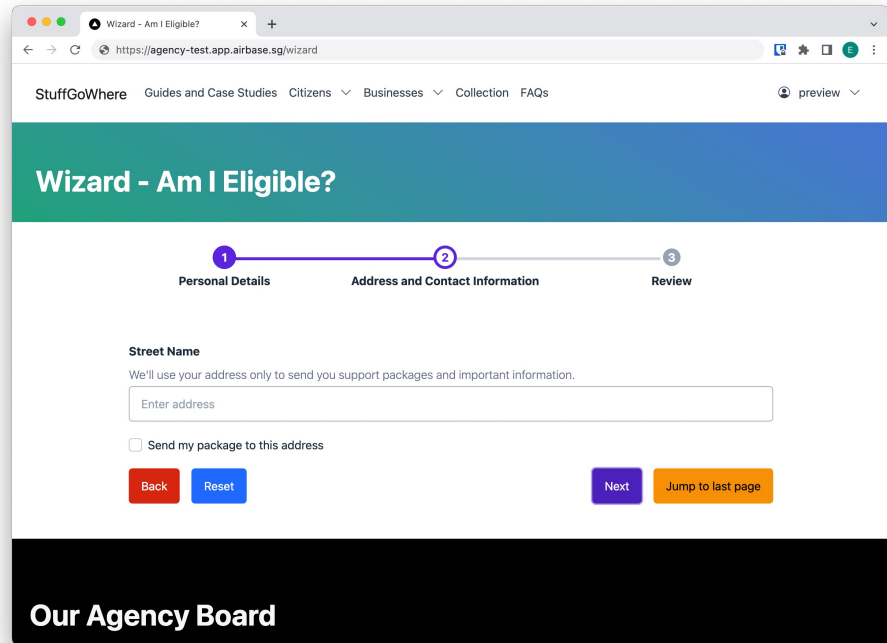 Wizard - Am I Eligible?
https://agency-test.app.airbase.sg/wizard
E
StuffGoWhere Guides and Case Studies Citizens Businesses Collection FAQs preview
Wizard - Am I Eligible?
1 2 3
Personal Details Address and Contact Information Review
Street Name
We'll use your address only to send you support packages and important information.
Enter address
Send my package to this address
Back Reset Next Jump to last page
Our Agency Board